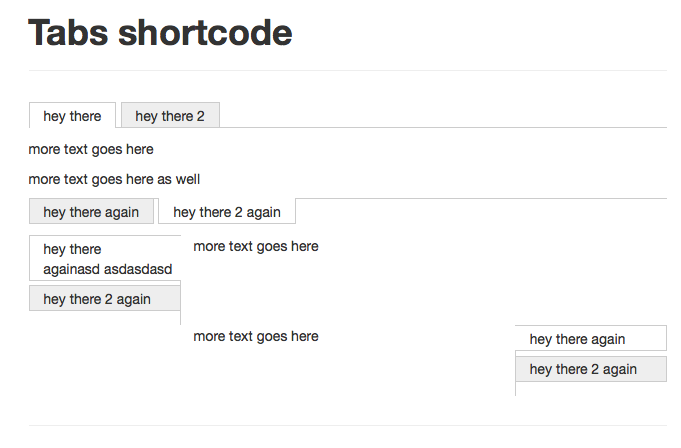 Tabs shortcode
hey there
hey there 2
more text goes here
more text goes here as well
hey there again
hey there 2 again
hey there
againasd asdasdasd
more text goes here
hey there 2 again
more text goes here
hey there again
hey there 2 again